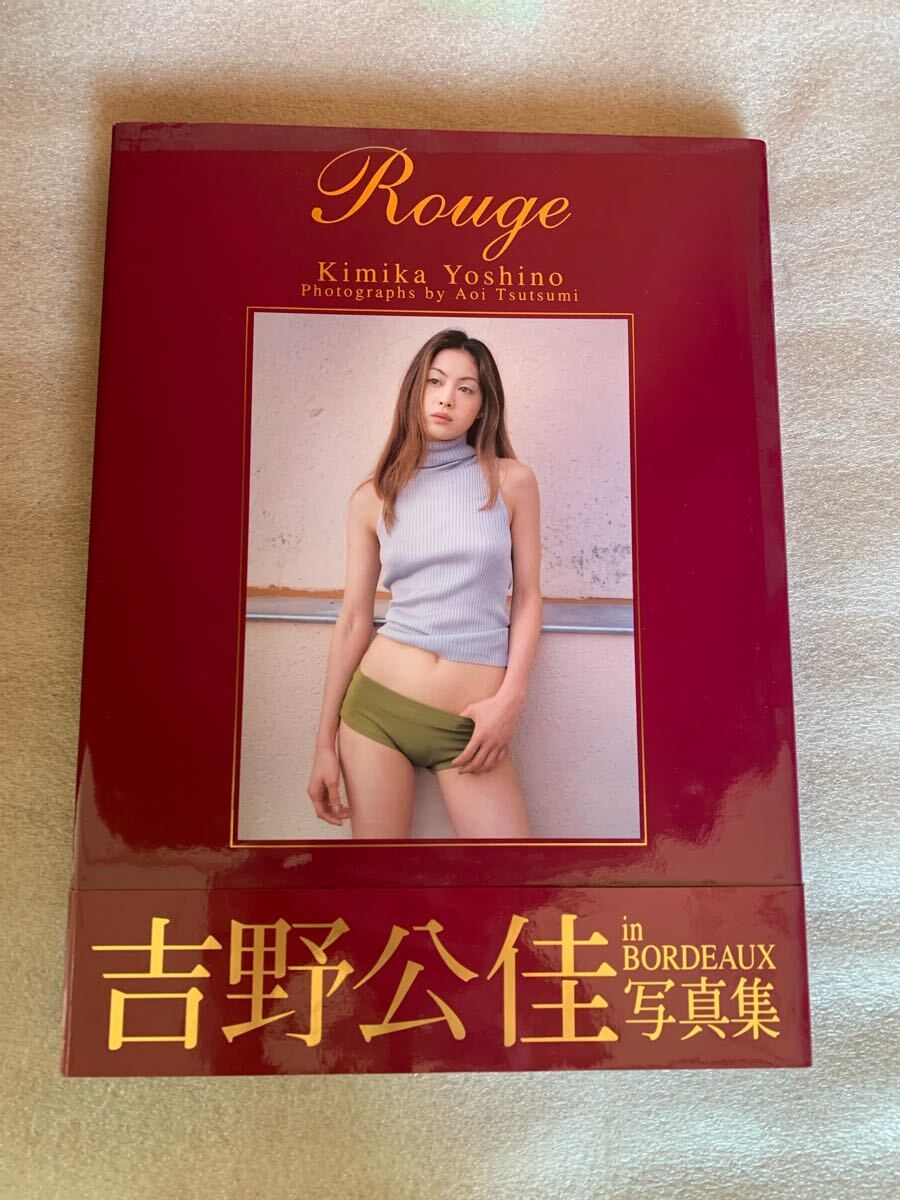 Rouge
Kimika Yoshino
Photographs by Aoi Tsutsumi
吉野公佳
in
BORDEAUX
写真集